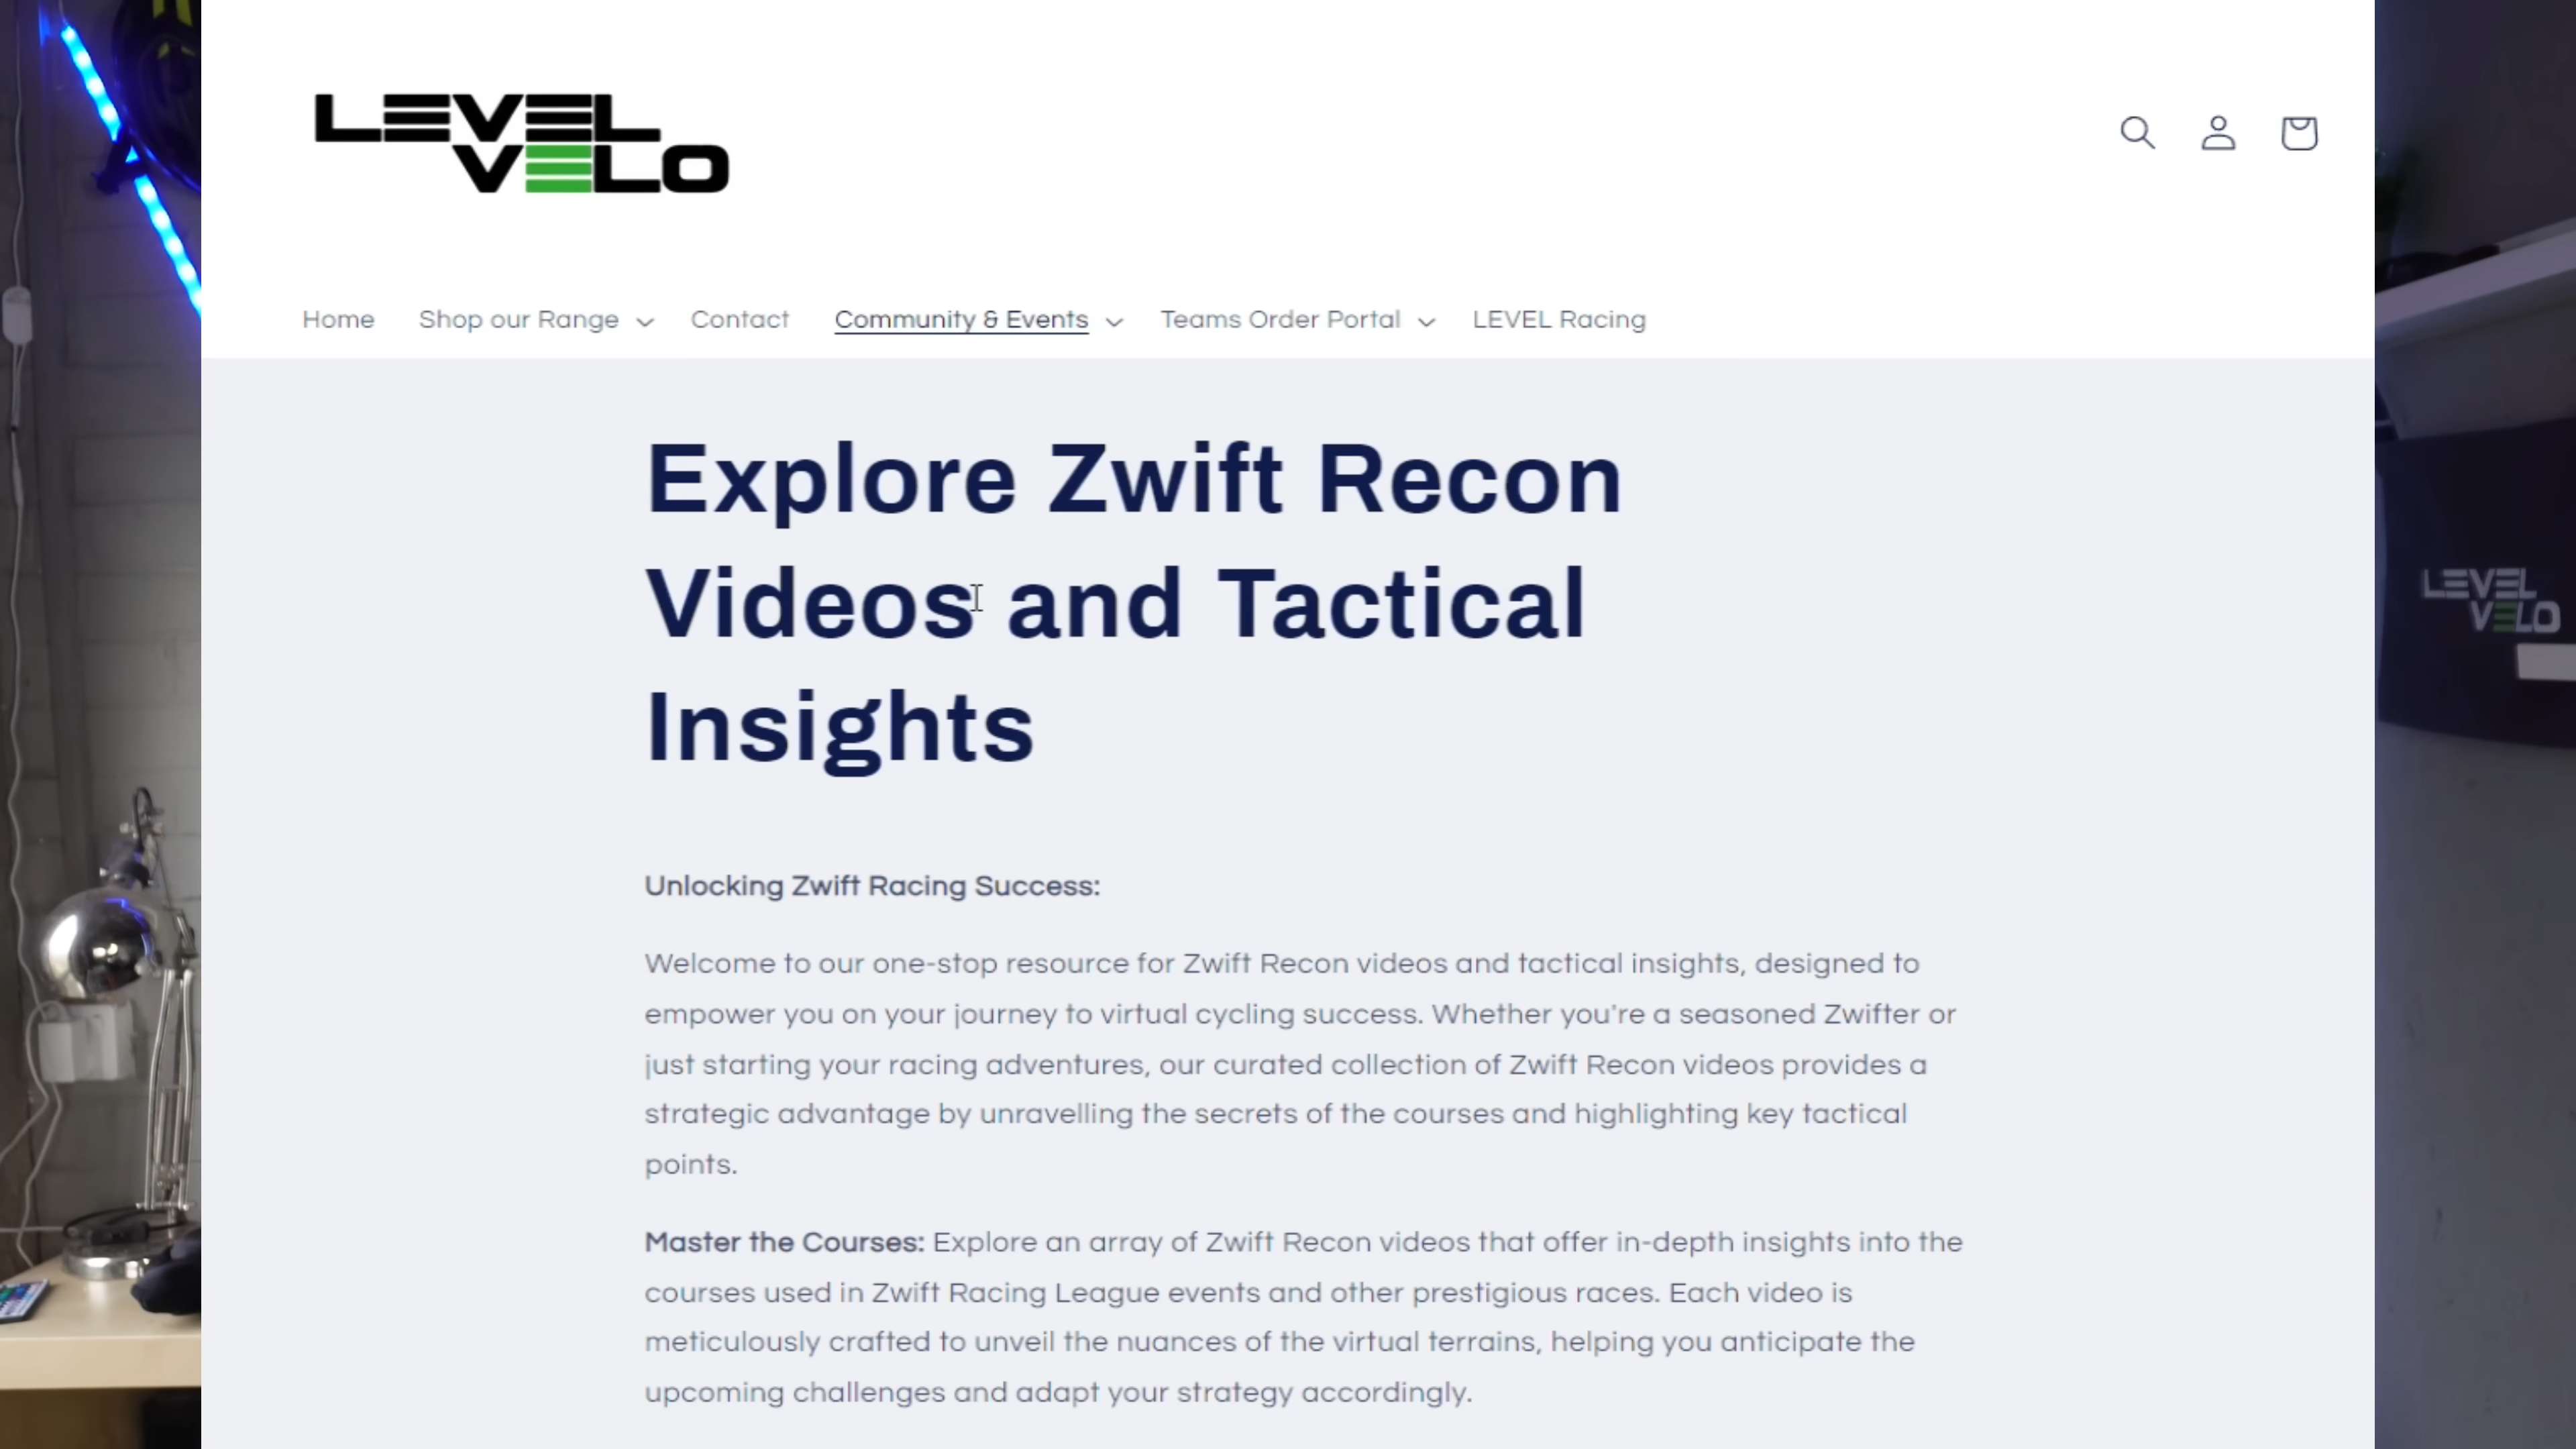 LEVEL
VELO
Home Shop our Range Contact Community & Events Teams Order Portal LEVEL Racing
Explore Zwift Recon
Videos and Tactical
Insights
Unlocking Zwift Racing Success:
Welcome to our one-stop resource for Zwift Recon videos and tactical insights, designed to
empower you on your journey to virtual cycling success. Whether you're a seasoned Zwifter or
just starting your racing adventures, our curated collection of Zwift Recon videos provides a
strategic advantage by unravelling the secrets of the courses and highlighting key tactical
points.
Master the Courses: Explore an array of Zwift Recon videos that offer in-depth insights into the
courses used in Zwift Racing League events and other prestigious races. Each video is
meticulously crafted to unveil the nuances of the virtual terrains, helping you anticipate the
upcoming challenges and adapt your strategy accordingly.
LEVEL
VELO